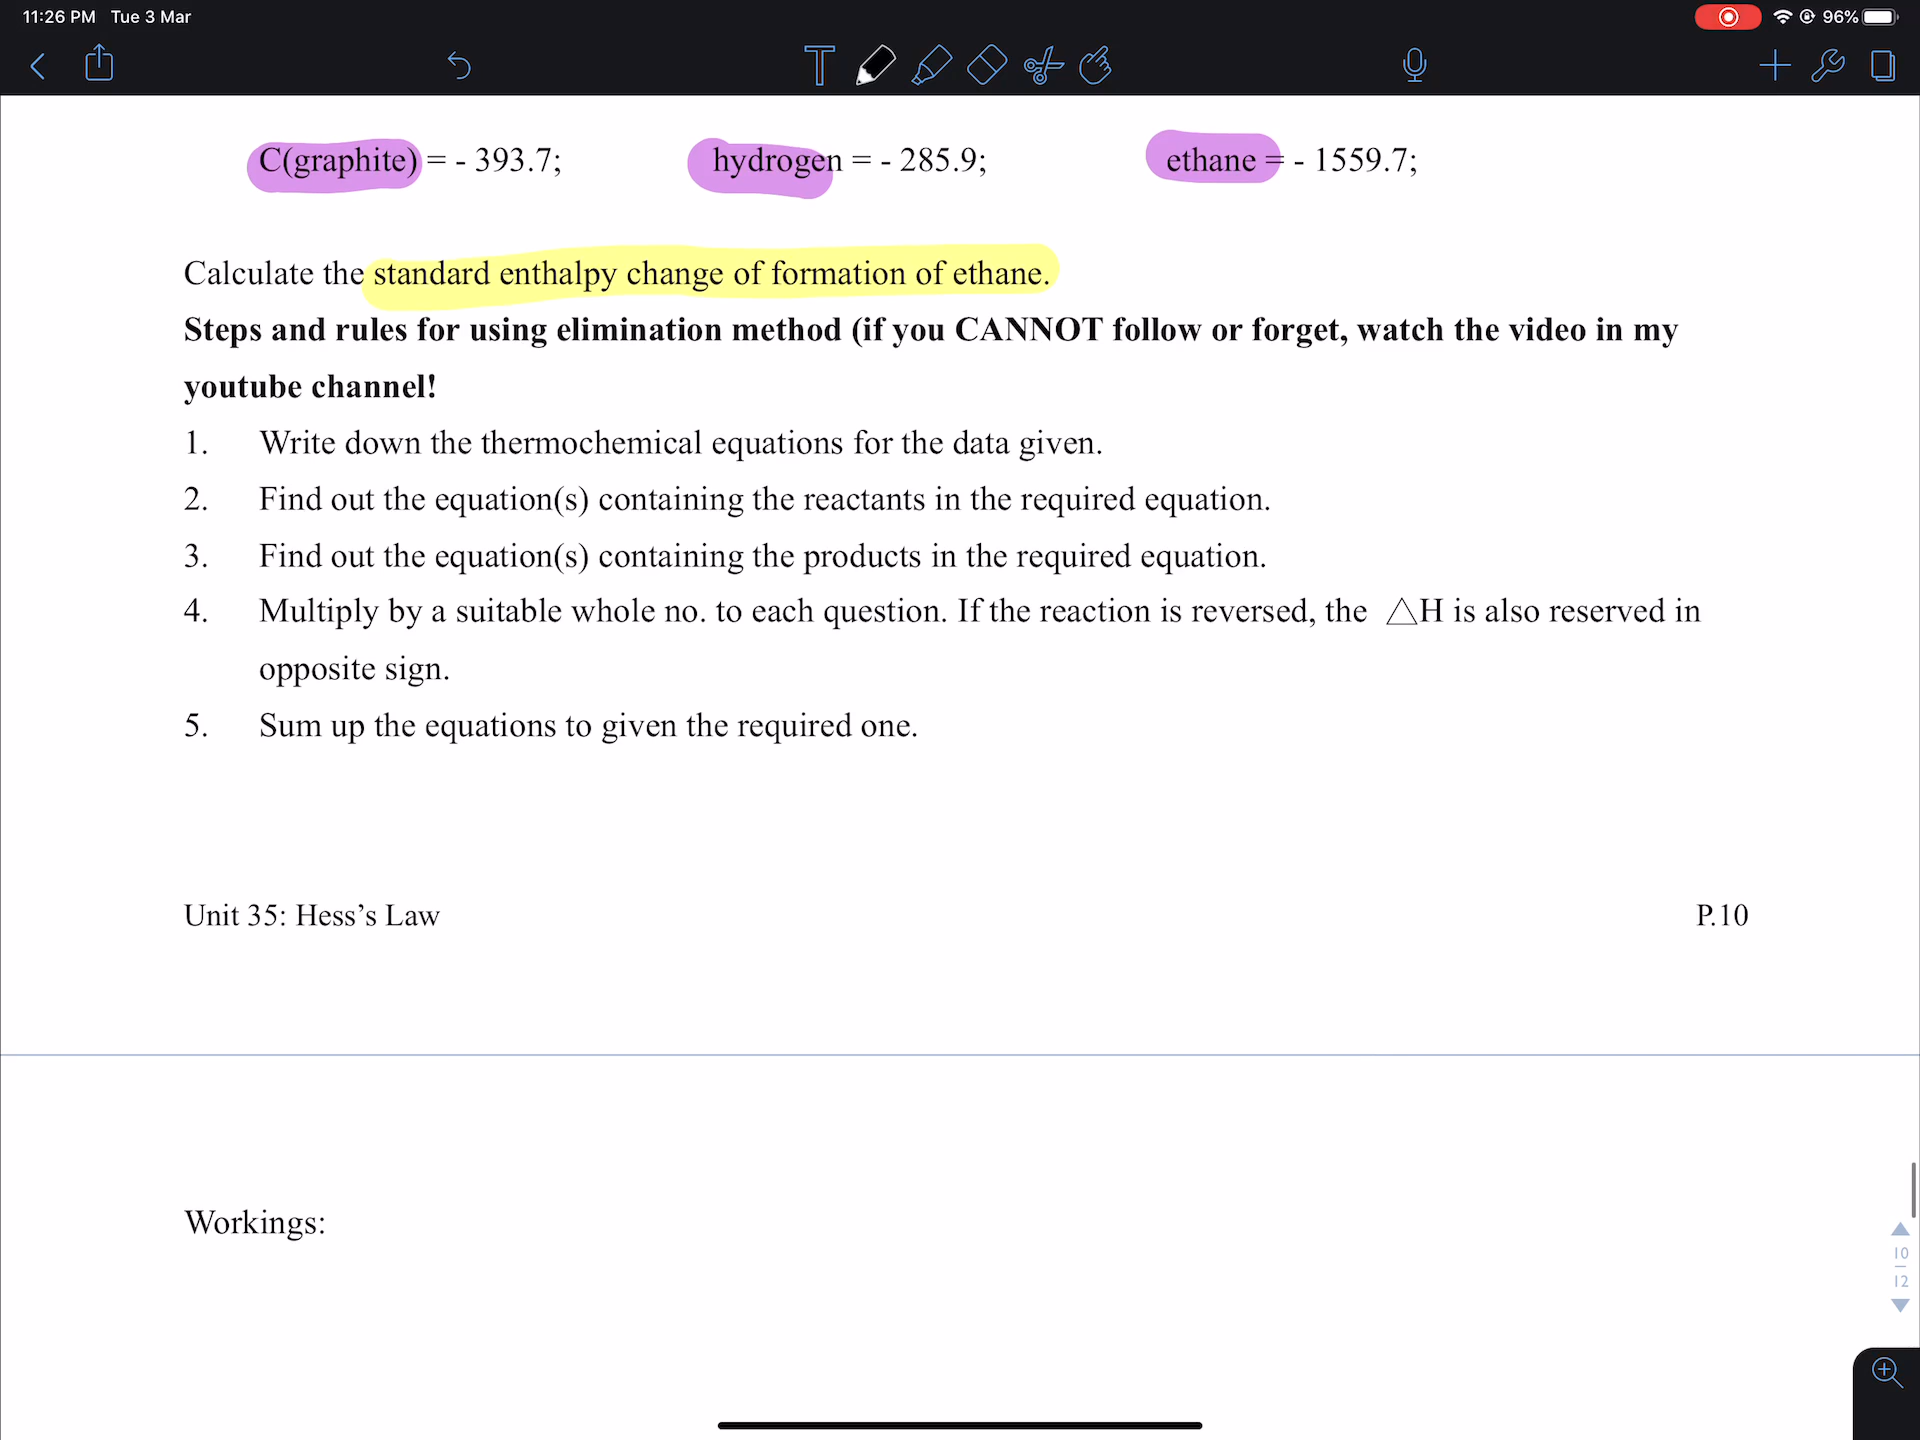 11:26 PM Tue 3 Mar 96%
C(graphite) = - 393.7; hydrogen = - 285.9; ethane = - 1559.7;
Calculate the standard enthalpy change of formation of ethane.
Steps and rules for using elimination method (if you CANNOT follow or forget, watch the video in my
youtube channel!
1. Write down the thermochemical equations for the data given.
2. Find out the equation(s) containing the reactants in the required equation.
3. Find out the equation(s) containing the products in the required equation.
4. Multiply by a suitable whole no. to each question. If the reaction is reversed, the △H is also reserved in
opposite sign.
5. Sum up the equations to given the required one.
Unit 35: Hess’s Law P.10
Workings:
10
12